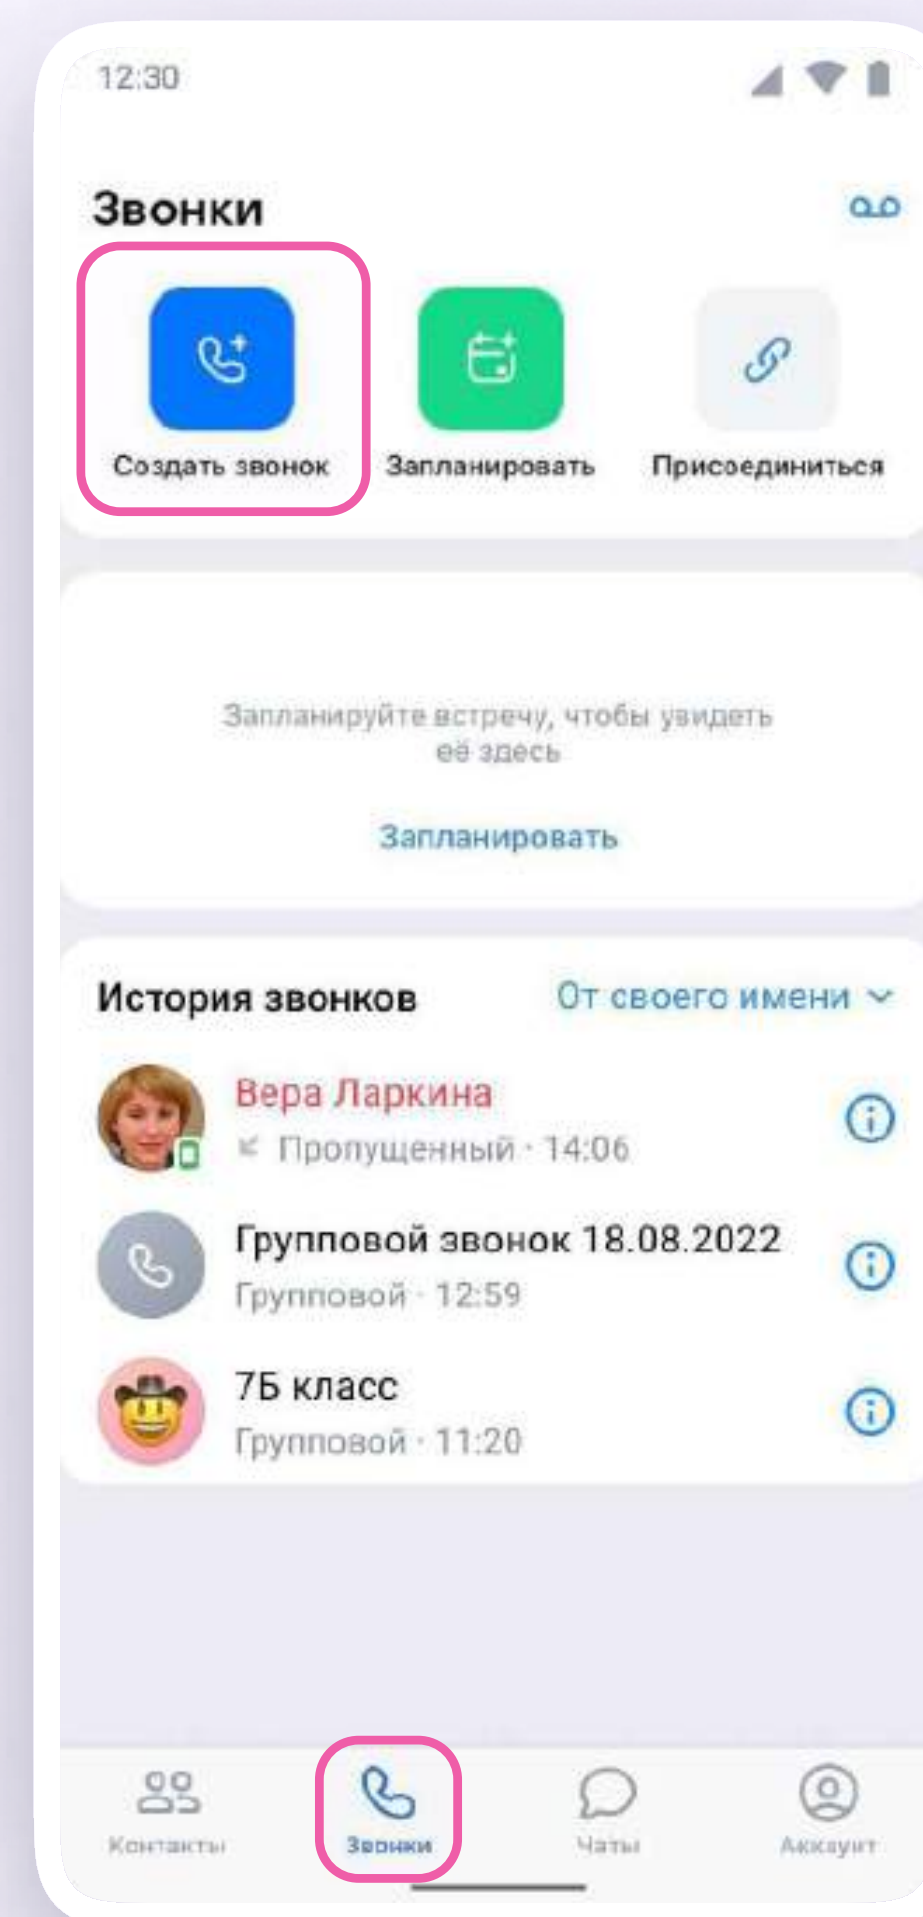 12:30
Звонки
Создать звонок
Запланировать
Присоединиться
Запланируйте встречу, чтобы увидеть
её здесь
Запланировать
История звонков
От своего имени
Вера Ларкина
Пропущенный · 14:06
Групповой звонок 18.08.2022
Групповой · 12:59
7Б класс
Групповой · 11:20
Контакты
Звонки
Чаты
Аккаунт